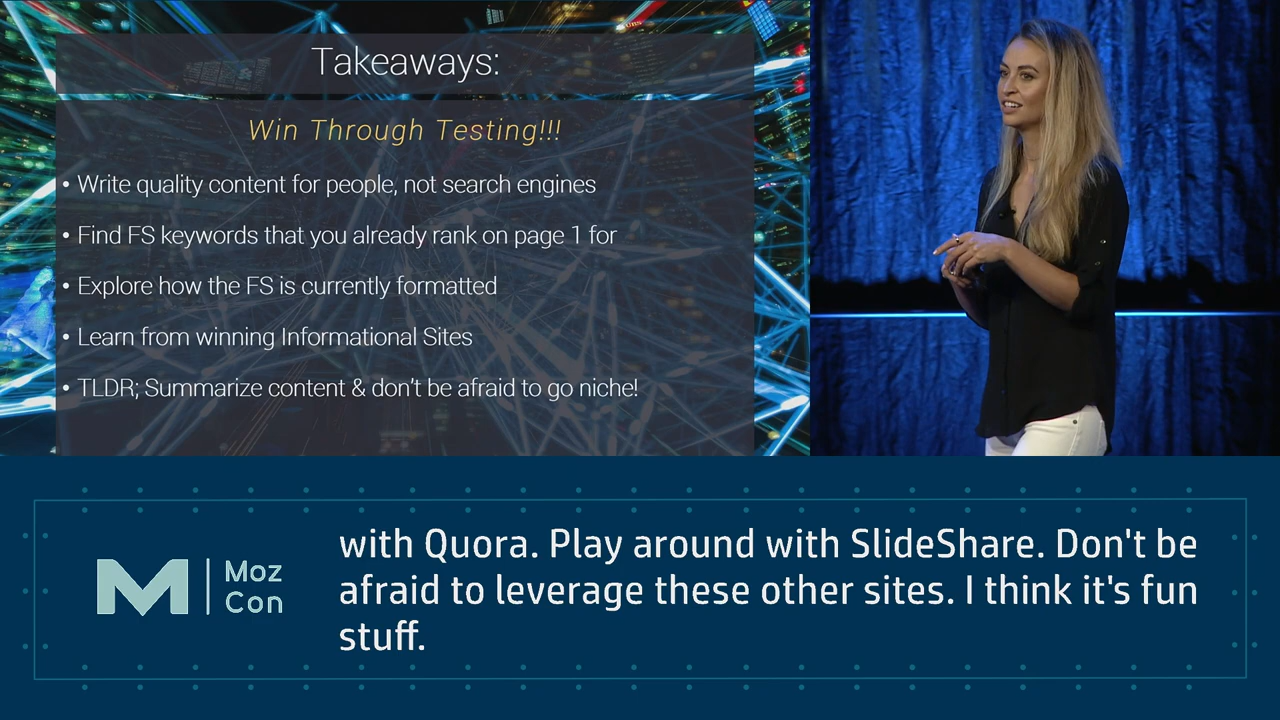 Takeaways:
Win Through Testing!!!
• Write quality content for people, not search engines
• Find FS keywords that you already rank on page 1 for
• Explore how the FS is currently formatted
• Learn from winning Informational Sites
• TLDR; Summarize content & don’t be afraid to go niche!
M
Moz
Con
with Quora. Play around with SlideShare. Don't be
afraid to leverage these other sites. I think it's fun
stuff.